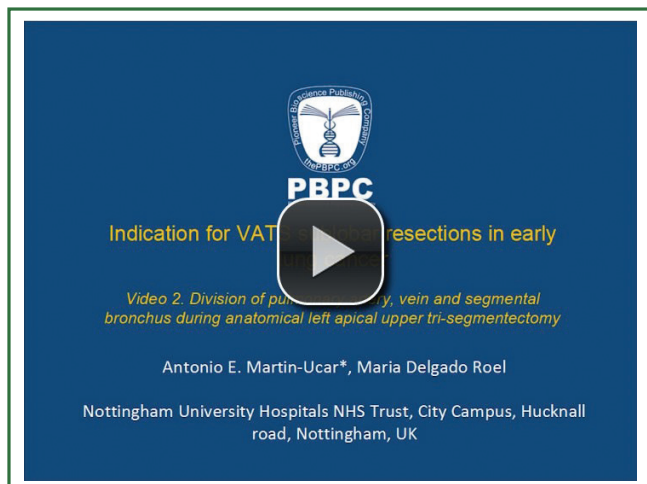 Pioneer Bioscience Publishing Company
thePBPC.org
PBPC
Indication for VATS resections in early
Video 2. Division of vein and segmental
bronchus during anatomical left apical upper tri-segmentectomy
Antonio E. Martin-Ucar*, Maria Delgado Roel
Nottingham University Hospitals NHS Trust, City Campus, Hucknall
road, Nottingham, UK